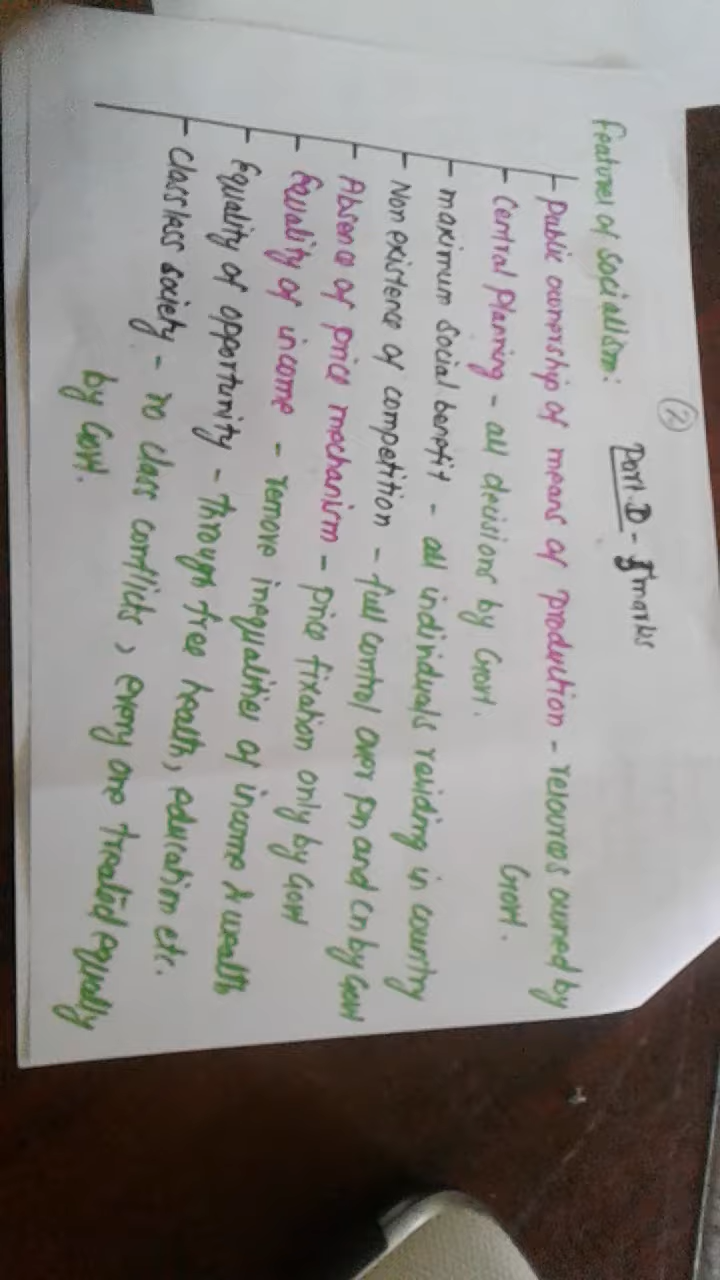 (2)
Part.D - 5 marks
features of Socialism:
Public ownership of means of production - resources owned by
Govt.
Central Planning - all decisions by Govt.
maximum social benefit - all individuals residing in country
Non existence of competition - full control over pn and cn by Govt
Absence of price mechanism - price fixation only by Govt
Equality of income - remove inequalities of income & wealth
Equality of opportunity - through free health, education etc.
Classless society - no class conflicts, every one treated equally
by Govt.